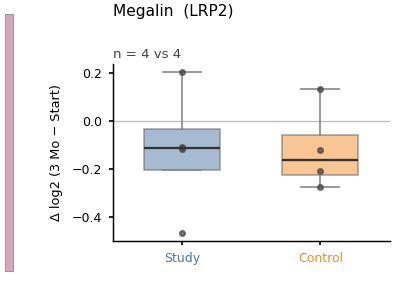 Megalin  (LRP2)
n = 4 vs 4
Δ log2 (3 Mo − Start)
0.2
0.0
−0.2
−0.4
Study
Control